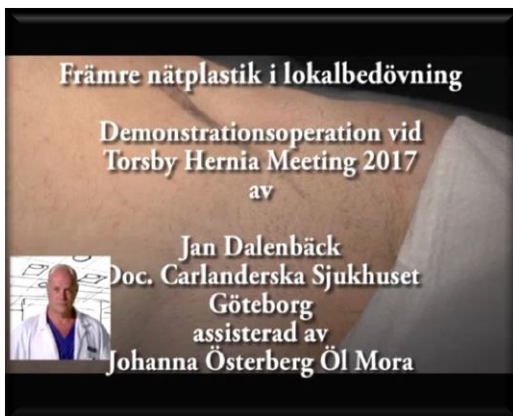 Främre nätplastik i lokalbedövning
Demonstrationsoperation vid
Torsby Hernia Meeting 2017
av
Jan Dalenbäck
Doc. Carlanderska Sjukhuset
Göteborg
assisterad av
Johanna Österberg Öl Mora